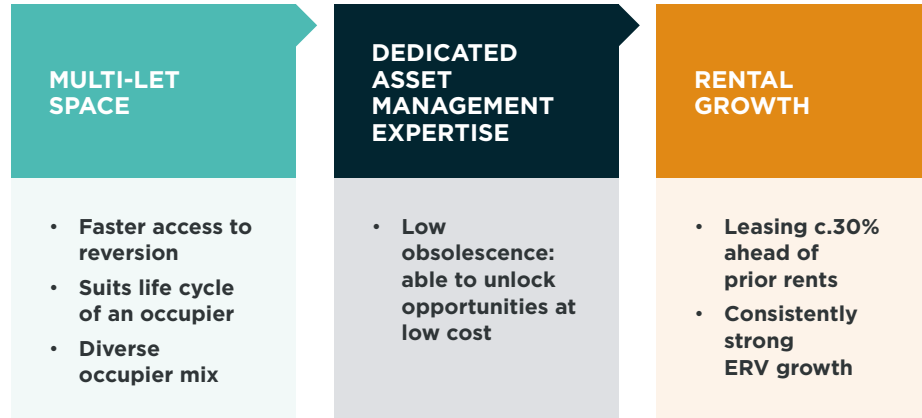 MULTI-LET
SPACE
• Faster access to
reversion
• Suits life cycle
of an occupier
• Diverse
occupier mix
DEDICATED
ASSET
MANAGEMENT
EXPERTISE
• Low
obsolescence:
able to unlock
opportunities at
low cost
RENTAL
GROWTH
• Leasing c.30%
ahead of
prior rents
• Consistently
strong
ERV growth